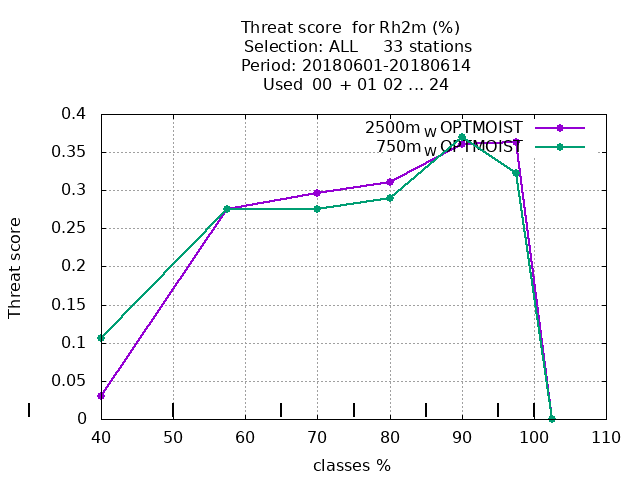 Threat score for Rh2m (%)
Selection: ALL 33 stations
Period: 20180601-20180614
Used 00 + 01 02 ... 24
2500m W OPTMOIST
750m W OPTMOIST
0.4
0.35
0.3
0.25
0.2
0.15
0.1
0.05
0
Threat score
40 50 60 70 80 90 100 110
classes %